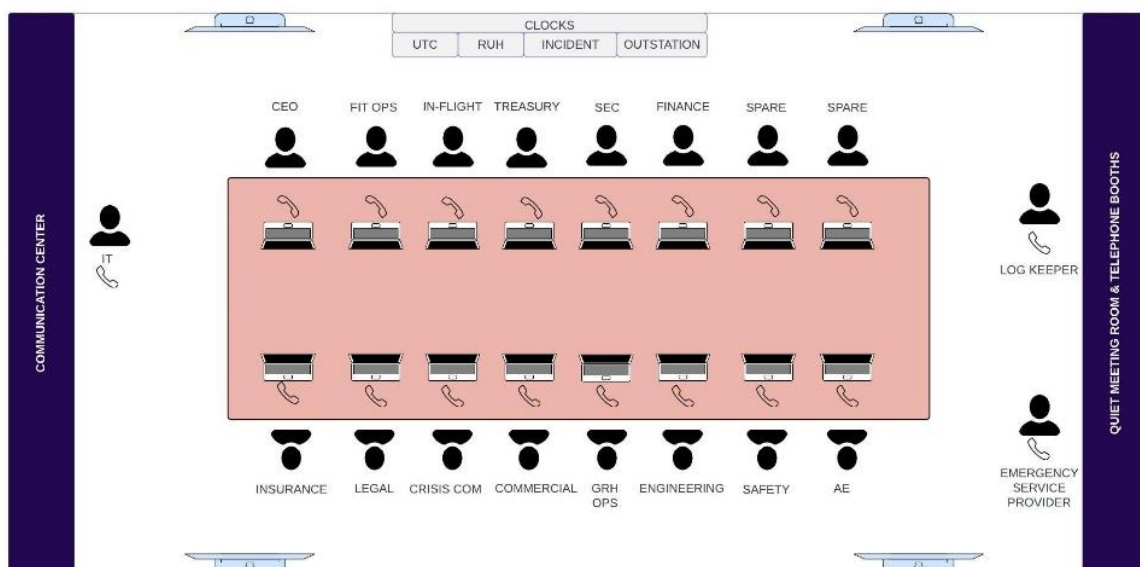 CLOCKS
UTC RUH INCIDENT OUTSTATION
CEO FIT OPS IN-FLIGHT TREASURY SEC FINANCE SPARE SPARE
COMMUNICATION CENTER
IT
LOG KEEPER
QUIET MEETING ROOM & TELEPHONE BOOTHS
INSURANCE LEGAL CRISIS COM COMMERCIAL GRH ENGINEERING SAFETY AE
OPS
EMERGENCY
SERVICE
PROVIDER